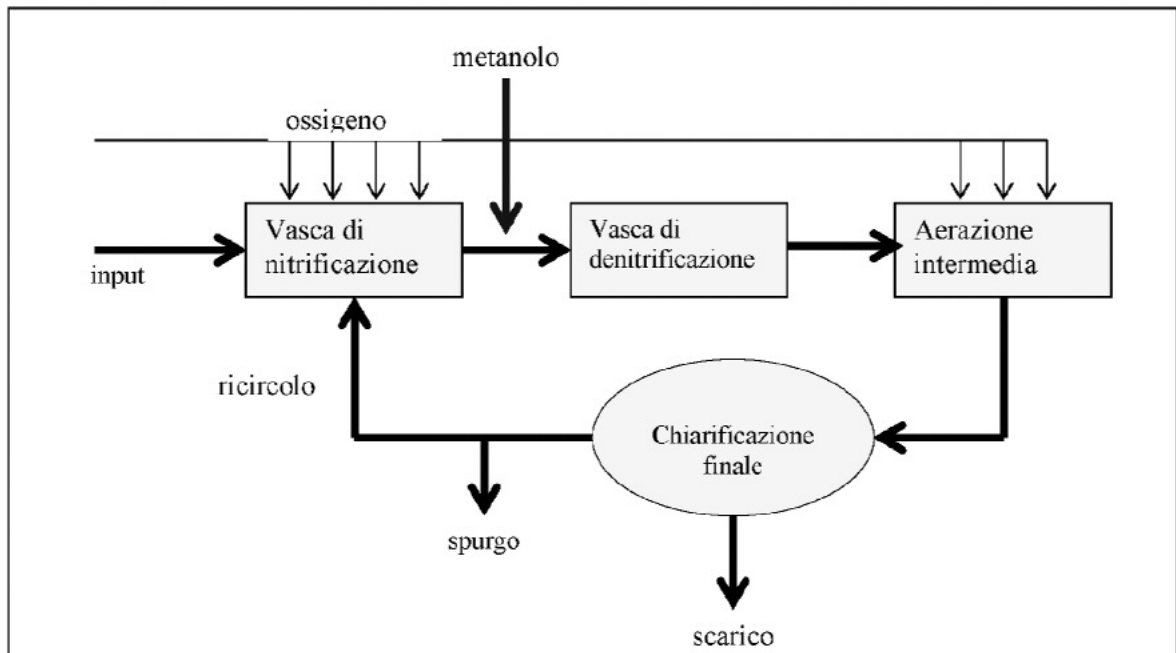 metanolo
ossigeno
Vasca di
nitrificazione
Vasca di
denitrificazione
Aerazione
intermedia
input
ricircolo
Chiarificazione
finale
spurgo
scarico